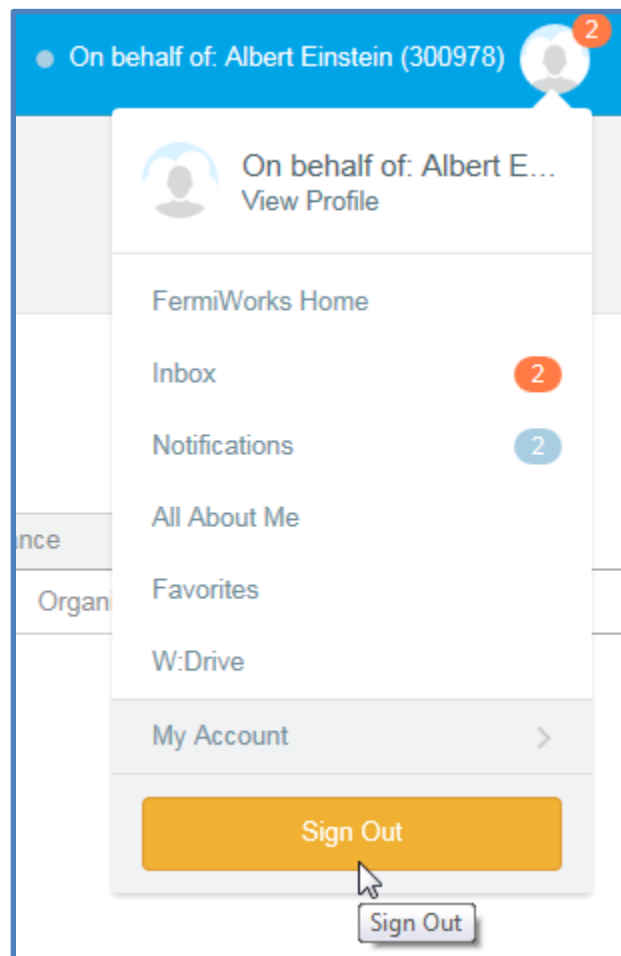 2
On behalf of: Albert Einstein (300978)
On behalf of: Albert E...
View Profile
FermiWorks Home
Inbox 2
Notifications 2
All About Me
ance
Favorites
Organi
W:Drive
My Account
Sign Out
Sign Out